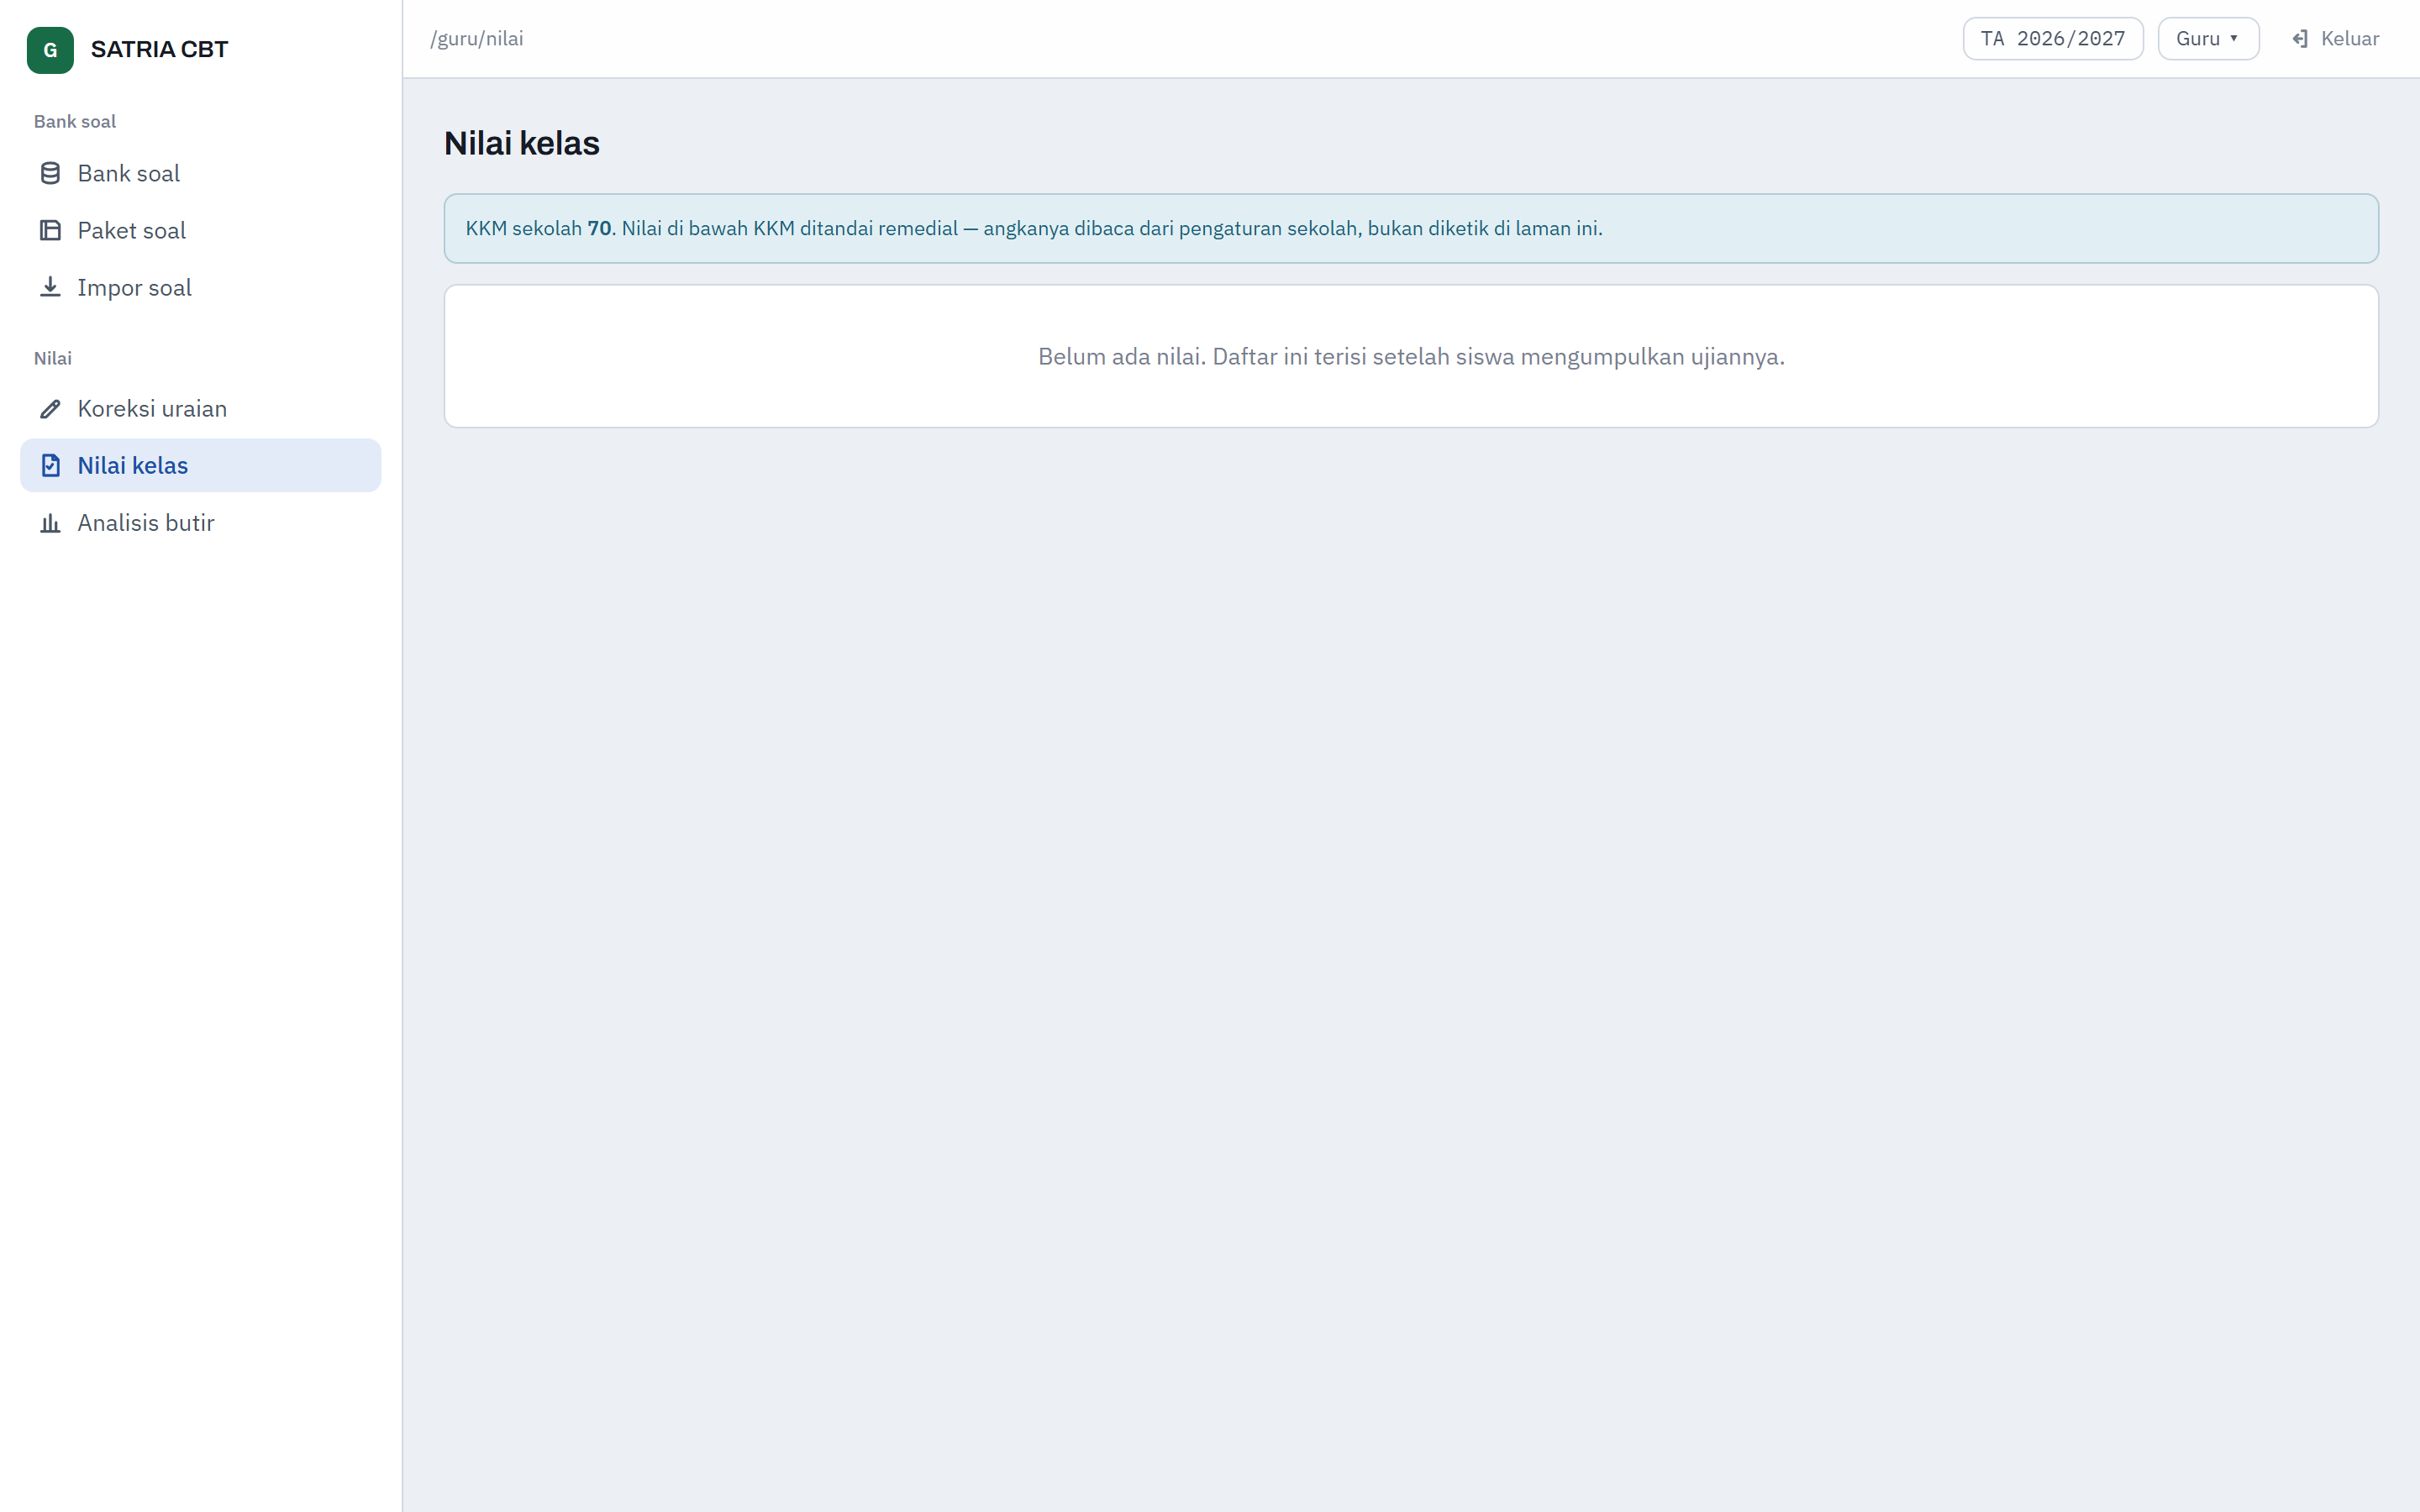 G
SATRIA CBT
Bank soal
Bank soal
Paket soal
Impor soal
Nilai
Koreksi uraian
Nilai kelas
Analisis butir
/guru/nilai
TA 2026/2027
Guru ▾
Keluar
Nilai kelas
KKM sekolah 70. Nilai di bawah KKM ditandai remedial — angkanya dibaca dari pengaturan sekolah, bukan diketik di laman ini.
Belum ada nilai. Daftar ini terisi setelah siswa mengumpulkan ujiannya.